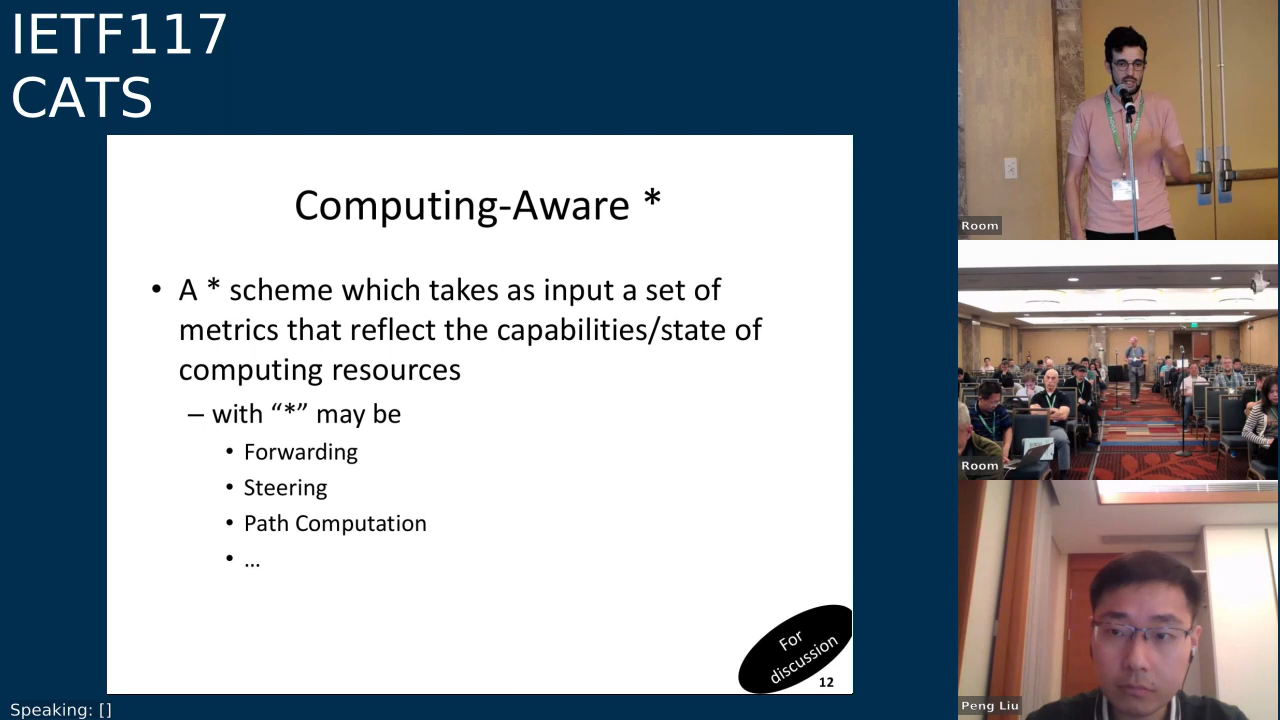 IETF117
CATS
Computing-Aware *
• A * scheme which takes as input a set of
metrics that reflect the capabilities/state of
computing resources
– with “*” may be
• Forwarding
• Steering
• Path Computation
• ...
For
discussion
12
Room
Room
Peng Liu
Speaking: []